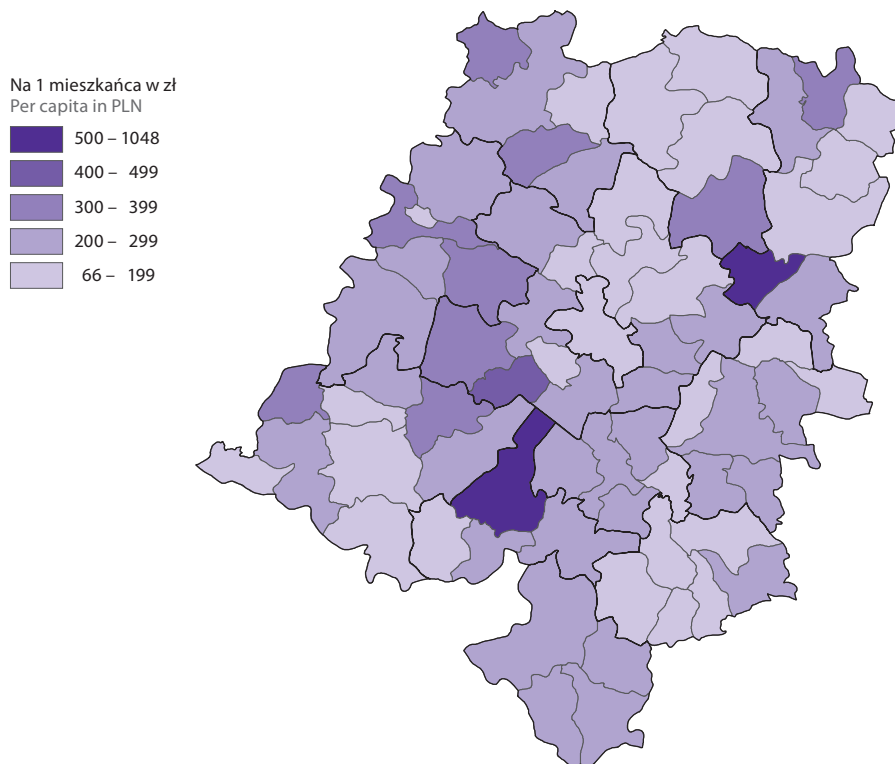 Na 1 mieszkańca w zł
Per capita in PLN
500 – 1048
400 – 499
300 – 399
200 – 299
66 – 199